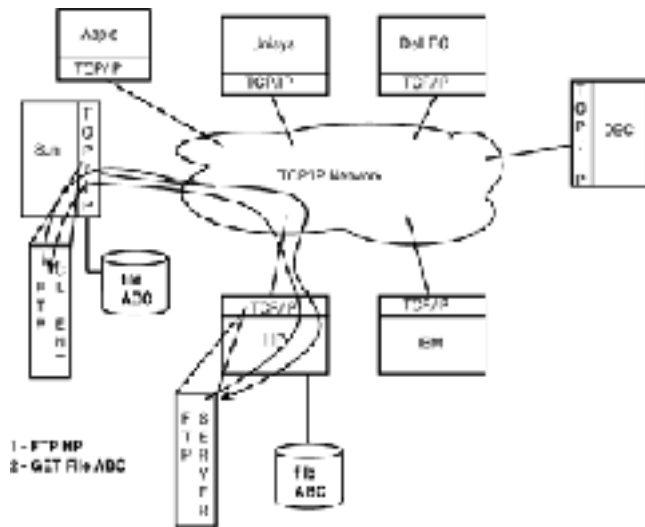 Apple
TCP/IP
Unisys
TCP/IP
Dell PC
TCP/IP
TCP/IP
DEC
Sun
TCP/IP
TCP/IP Network
FTP
CLIENT
file
ABC
TCP/IP
HP
TCP/IP
IBM
FTP
SERVER
file
ABC
1 - FTP HP
2 - GET File ABC